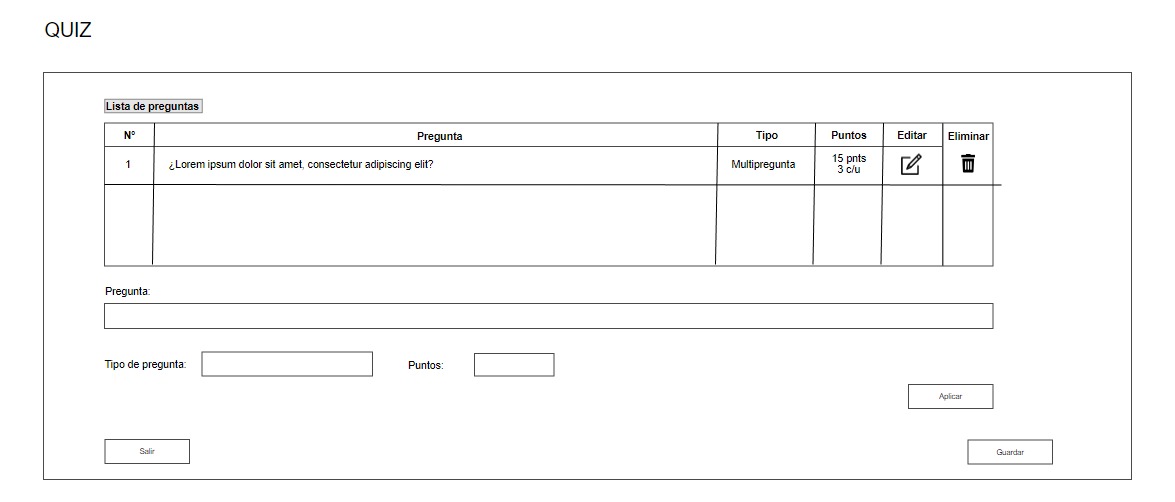 QUIZ
Lista de preguntas
Nº Pregunta Tipo Puntos Editar Eliminar
1 ¿Lorem ipsum dolor sit amet, consectetur adipiscing elit? Multipregunta 15 pnts
3 c/u
Pregunta:
Tipo de pregunta: Puntos:
Aplicar
Salir Guardar